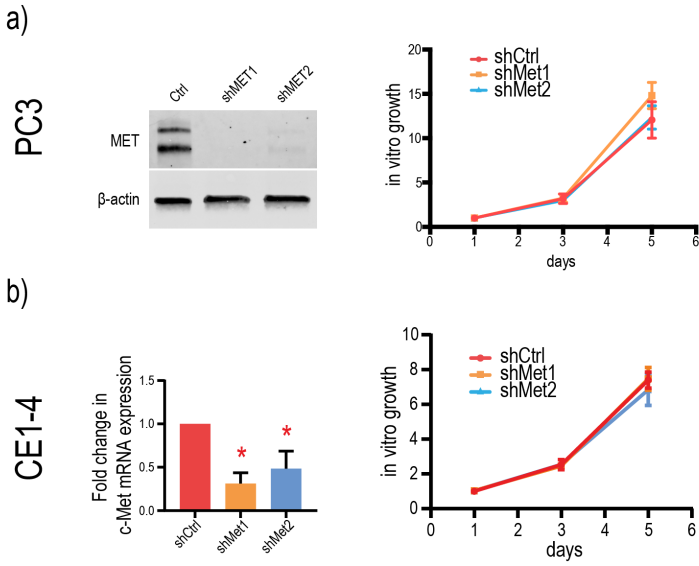 a)
PC3
Ctrl
shMET1
shMET2
MET
β-actin
20
15
10
5
0
in vitro growth
shCtrl
shMet1
shMet2
0 1 2 3 4 5 6
days
b)
CE1-4
Fold change in
c-Met mRNA expression
1.5
1.0
0.5
0.0
* *
shCtrl
shMet1
shMet2
10
8
6
4
2
0
in vitro growth
shCtrl
shMet1
shMet2
0 1 2 3 4 5 6
days